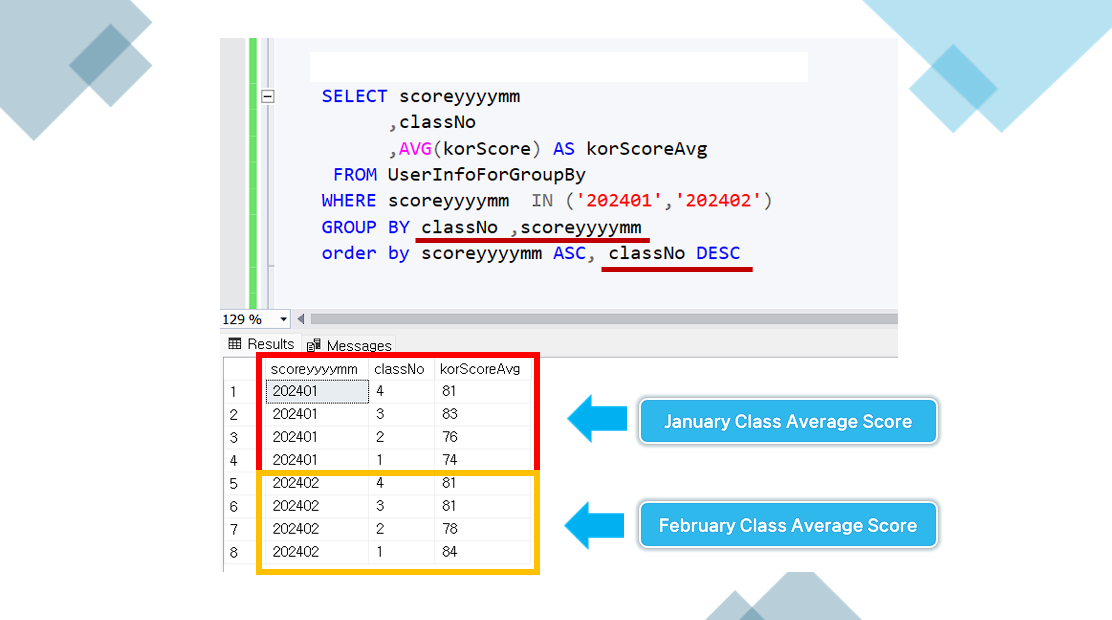 SELECT scoreyyyymm
,classNo
,AVG(korScore) AS korScoreAvg
FROM UserInfoForGroupBy
WHERE scoreyyyymm IN ('202401','202402')
GROUP BY classNo ,scoreyyyymm
order by scoreyyyymm ASC, classNo DESC
129 %
Results Messages
scoreyyyymm classNo korScoreAvg
1 202401 4 81
2 202401 3 83
3 202401 2 76
4 202401 1 74
5 202402 4 81
6 202402 3 81
7 202402 2 78
8 202402 1 84
January Class Average Score
February Class Average Score